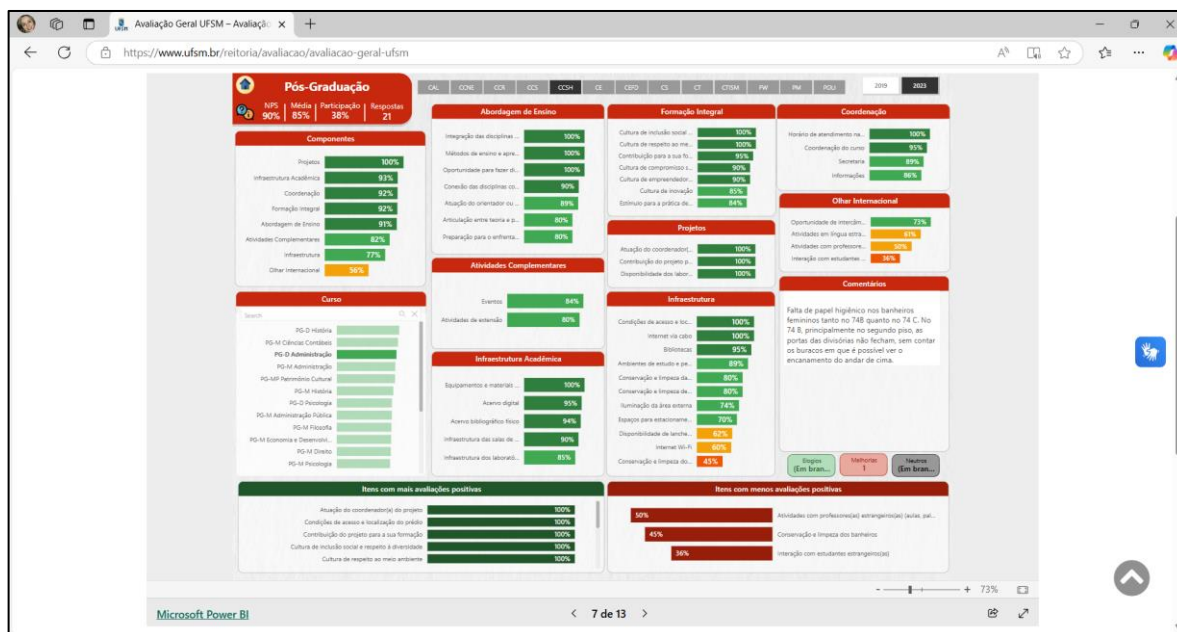 Avaliação Geral UFSM – Avaliaçã
https://www.ufsm.br/reitoria/avaliacao/avaliacao-geral-ufsm
Pós-Graduação
NPS 90%
Média 85%
Participação 38%
Respostas 21
CAL CCNE CCR CCS CCSH CE CEFD CS CT CTISM FW PM POLI
2019 2023
Componentes
Projetos 100%
Infraestrutura Acadêmica 93%
Coordenação 92%
Formação Integral 92%
Abordagem de Ensino 91%
Atividades Complementares 82%
Infraestrutura 77%
Olhar Internacional 56%
Curso
Search
PG-D História
PG-M Ciências Contábeis
PG-D Administração
PG-M Administração
PG-MP Patrimônio Cultural
PG-M História
PG-D Psicologia
PG-M Administração Pública
PG-M Filosofia
PG-M Economia e Desenvolvi...
PG-M Direito
PG-M Psicologia
Abordagem de Ensino
Integração das disciplinas ... 100%
Métodos de ensino e apre... 100%
Oportunidade para fazer di... 100%
Conexão das disciplinas co... 90%
Atuação do orientador ou ... 89%
Articulação entre teoria e p... 80%
Preparação para o enfrenta... 80%
Atividades Complementares
Eventos 84%
Atividades de extensão 80%
Infraestrutura Acadêmica
Equipamentos e materiais ... 100%
Acervo digital 95%
Acervo bibliográfico físico 94%
Infraestrutura das salas de ... 90%
Infraestrutura dos laborató... 85%
Formação Integral
Cultura de inclusão social ... 100%
Cultura de respeito ao me... 100%
Contribuição para a sua fo... 95%
Cultura de compromisso s... 90%
Cultura de empreendedor... 90%
Cultura de inovação 85%
Estímulo para a prática de... 84%
Projetos
Atuação do coordenador(... 100%
Contribuição do projeto p... 100%
Disponibilidade dos labor... 100%
Infraestrutura
Condições de acesso e loc... 100%
Internet via cabo 100%
Bibliotecas 95%
Ambientes de estudo e pe... 89%
Conservação e limpeza da... 80%
Conservação e limpeza de... 80%
Iluminação da área externa 74%
Espaços para estacioname... 70%
Disponibilidade de lanche... 62%
Internet Wi-Fi 60%
Conservação e limpeza do... 45%
Coordenação
Horário de atendimento na... 100%
Coordenação do curso 95%
Secretaria 89%
Informações 86%
Olhar Internacional
Oportunidade de intercâm... 73%
Atividades em língua estra... 61%
Atividades com professore... 50%
Interação com estudantes ... 36%
Comentários
Falta de papel higiênico nos banheiros
femininos tanto no 74B quanto no 74 C. No
74 B, principalmente no segundo piso, as
portas das divisórias não fecham, sem contar
os buracos em que é possível ver o
encanamento do andar de cima.
Elogios
(Em bran...
Melhorias
1
Neutros
(Em bran...
Itens com mais avaliações positivas
Atuação do coordenador(a) do projeto 100%
Condições de acesso e localização do prédio 100%
Contribuição do projeto para a sua formação 100%
Cultura de inclusão social e respeito à diversidade 100%
Cultura de respeito ao meio ambiente 100%
Itens com menos avaliações positivas
50% Atividades com professores(as) estrangeiros(as) (aulas, pal...
45% Conservação e limpeza dos banheiros
36% Interação com estudantes estrangeiros(as)
73%
Microsoft Power BI
7 de 13